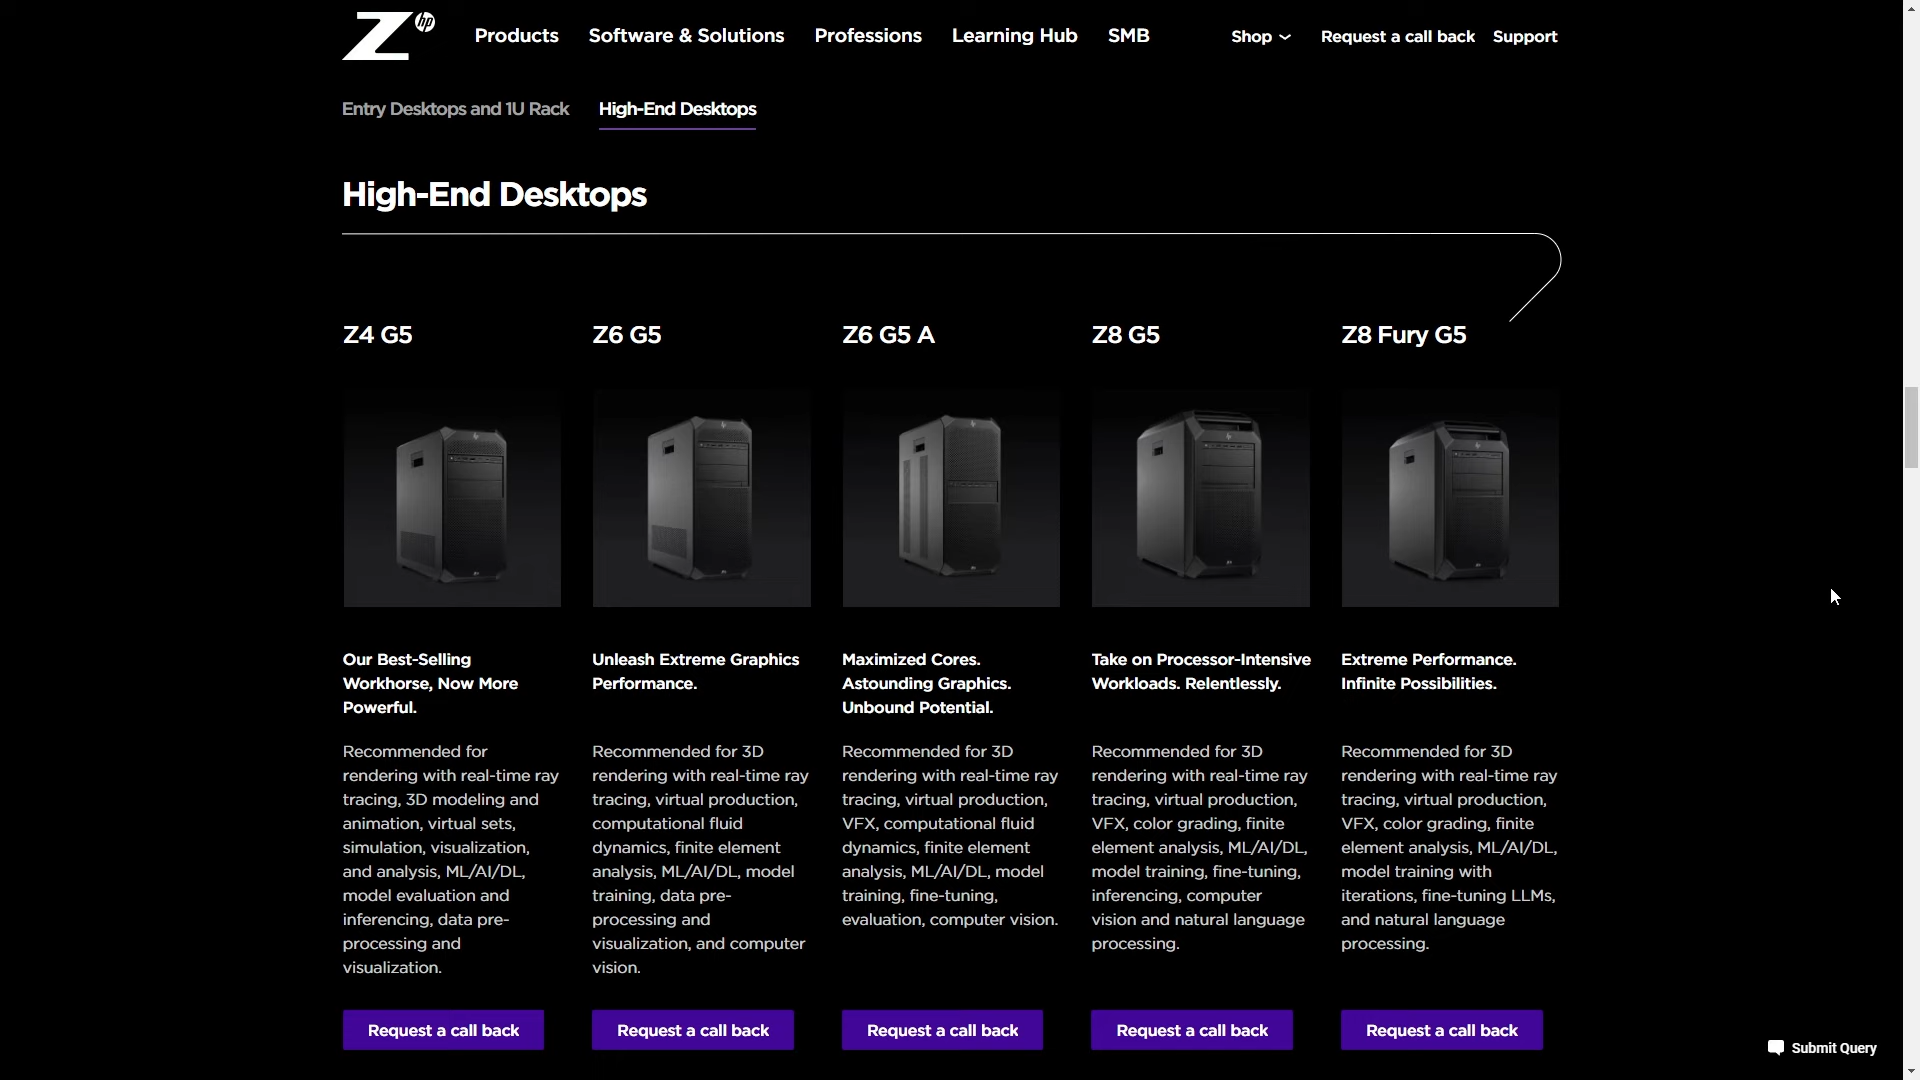 Z hp
Products Software & Solutions Professions Learning Hub SMB Shop Request a call back Support
Entry Desktops and 1U Rack High-End Desktops
High-End Desktops
Z4 G5
Z6 G5
Z6 G5 A
Z8 G5
Z8 Fury G5
Our Best-Selling
Workhorse, Now More
Powerful.
Recommended for
rendering with real-time ray
tracing, 3D modeling and
animation, virtual sets,
simulation, visualization,
and analysis, ML/AI/DL,
model evaluation and
inferencing, data pre-
processing and
visualization.
Request a call back
Unleash Extreme Graphics
Performance.
Recommended for 3D
rendering with real-time ray
tracing, virtual production,
computational fluid
dynamics, finite element
analysis, ML/AI/DL, model
training, data pre-
processing and
visualization, and computer
vision.
Request a call back
Maximized Cores.
Astounding Graphics.
Unbound Potential.
Recommended for 3D
rendering with real-time ray
tracing, virtual production,
VFX, computational fluid
dynamics, finite element
analysis, ML/AI/DL, model
training, fine-tuning,
evaluation, computer vision.
Request a call back
Take on Processor-Intensive
Workloads. Relentlessly.
Recommended for 3D
rendering with real-time ray
tracing, virtual production,
VFX, color grading, finite
element analysis, ML/AI/DL,
model training, fine-tuning,
inferencing, computer
vision and natural language
processing.
Request a call back
Extreme Performance.
Infinite Possibilities.
Recommended for 3D
rendering with real-time ray
tracing, virtual production,
VFX, color grading, finite
element analysis, ML/AI/DL,
model training with
iterations, fine-tuning LLMs,
and natural language
processing.
Request a call back
Submit Query